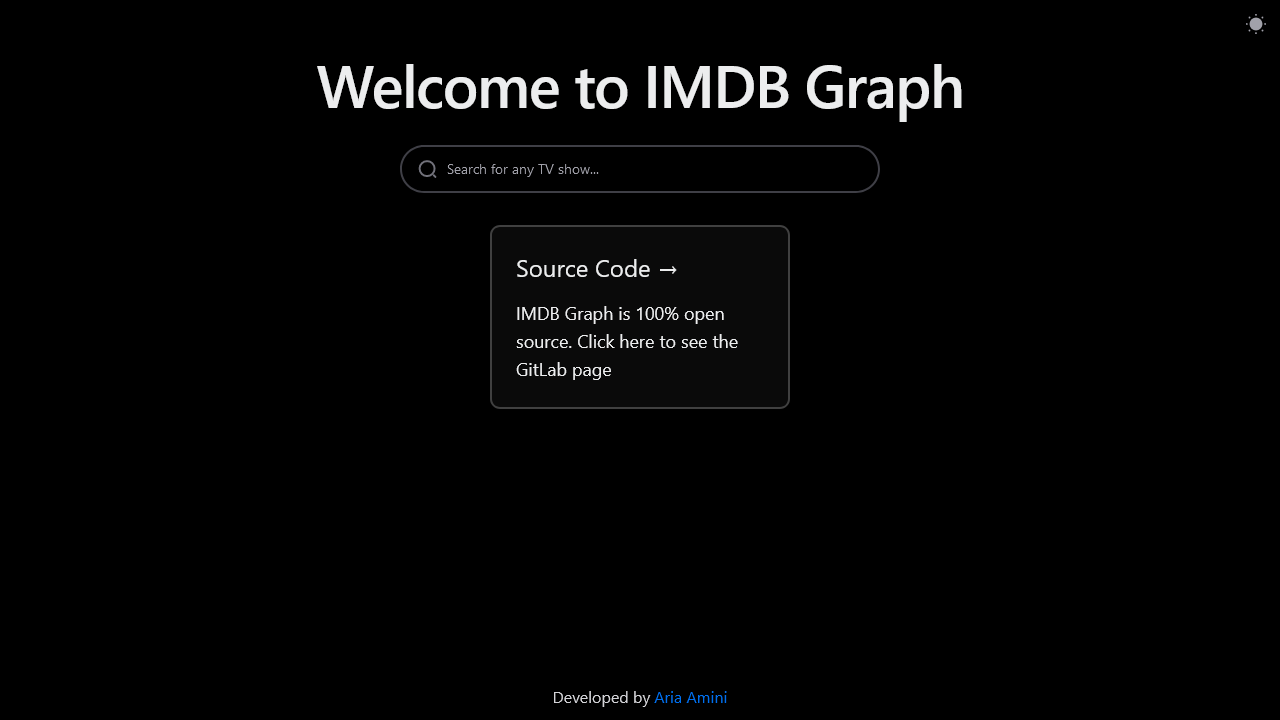 Welcome to IMDB Graph
Search for any TV show...
Source Code →
IMDB Graph is 100% open
source. Click here to see the
GitLab page
Developed by Aria Amini